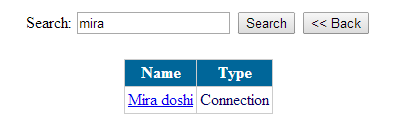 Search: mira Search << Back
Name Type
Mira doshi Connection